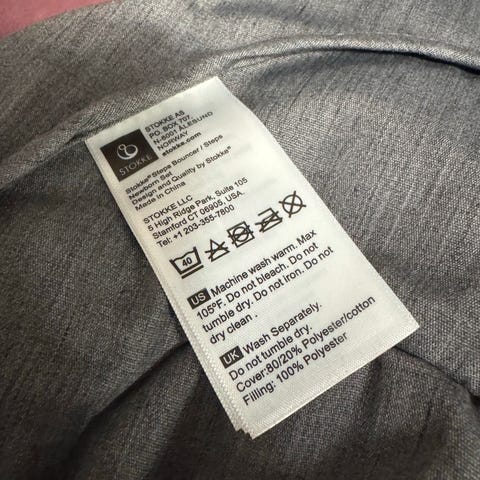 STOKKE
STOKKE AS
PO. BOX 707
N-6001 ÅLESUND
NORWAY
stokke.com
Stokke® Steps Bouncer / Steps
Newborn Set
Design and Quality by Stokke®
Made in China
STOKKE LLC
5 High Ridge Park, Suite 105
Stamford CT 06905, USA.
Tel: +1 203-355-7800
40
US Machine wash warm. Max
105ºF. Do not bleach. Do not
tumble dry. Do not iron. Do not
dry clean .
UK Wash Separately.
Do not tumble dry.
Cover:80/20% Polyester/cotton
Filling: 100% Polyester